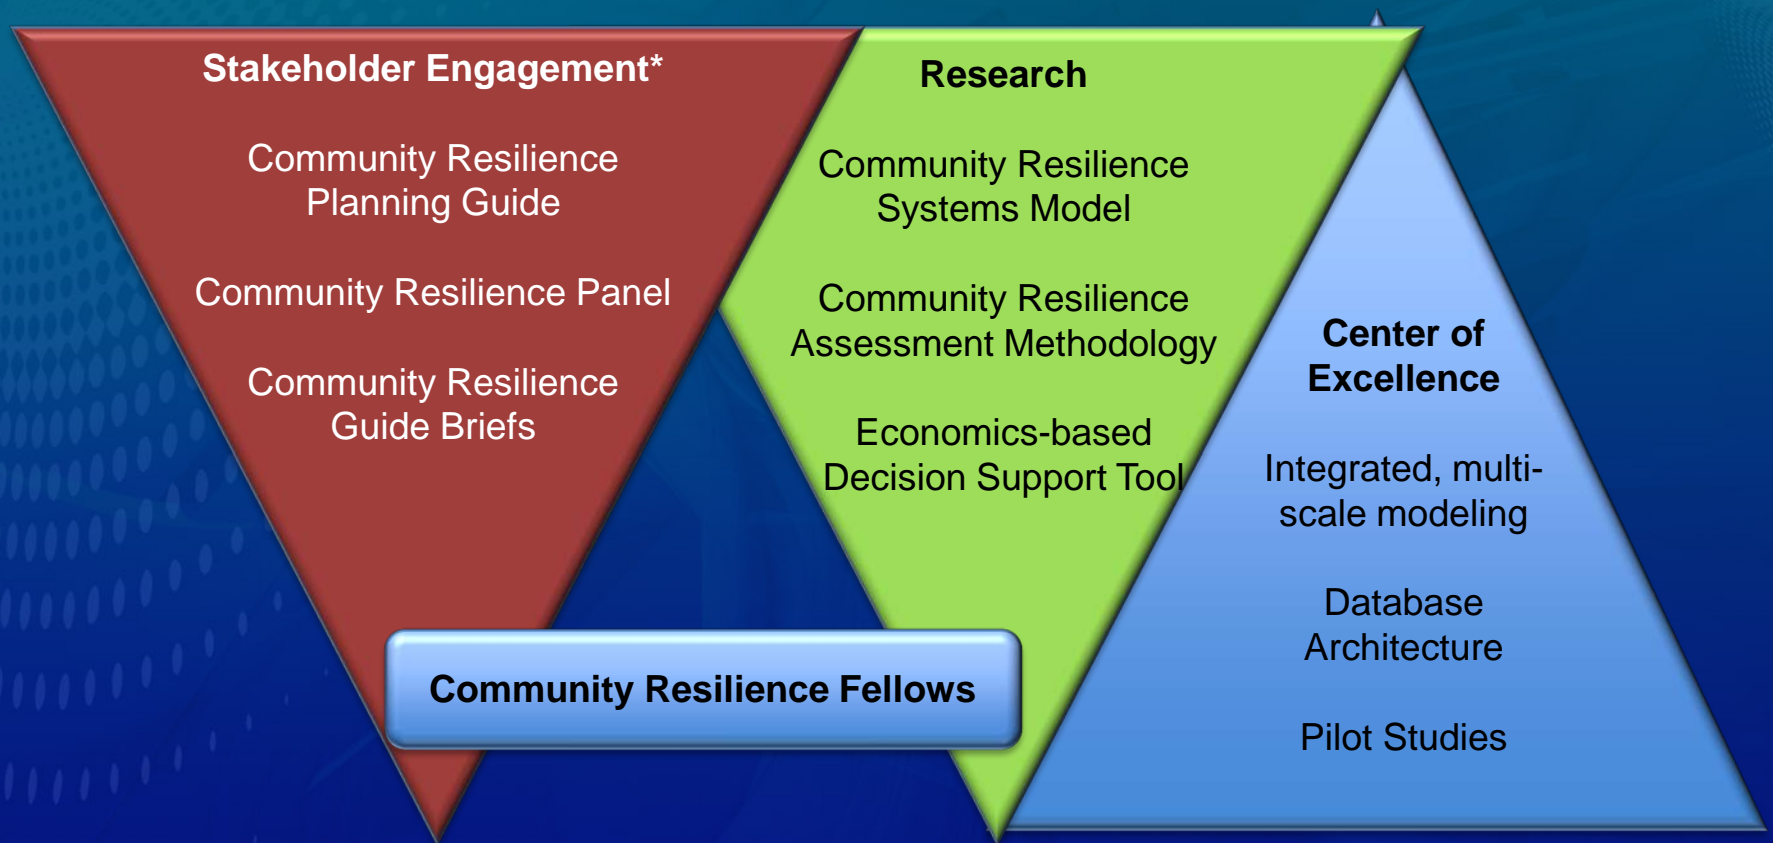 Stakeholder Engagement*
Community Resilience
Planning Guide
Community Resilience Panel
Community Resilience
Guide Briefs
Research
Community Resilience
Systems Model
Community Resilience
Assessment Methodology
Economics-based
Decision Support Tool
Center of
Excellence
Integrated, multi-
scale modeling
Database
Architecture
Pilot Studies
Community Resilience Fellows